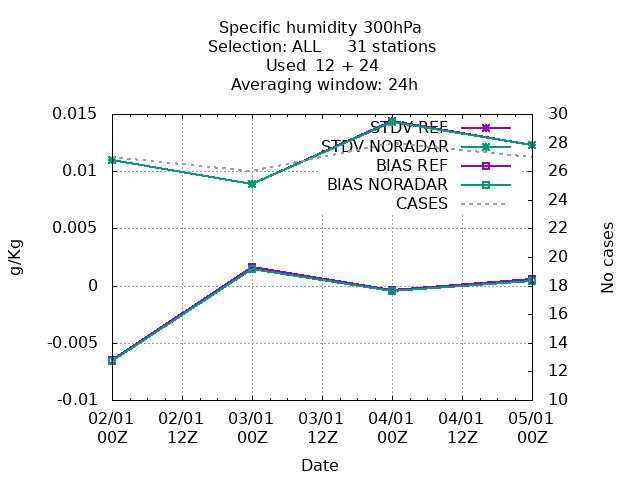 Specific humidity 300hPa
Selection: ALL 31 stations
Used 12 + 24
Averaging window: 24h
STDV REF
STDV NORADAR
BIAS REF
BIAS NORADAR
CASES
0.015
0.01
0.005
0
-0.005
-0.01
30
28
26
24
22
20
18
16
14
12
10
g/Kg
No cases
02/01 02/01 03/01 03/01 04/01 04/01 05/01
00Z 12Z 00Z 12Z 00Z 12Z 00Z
Date